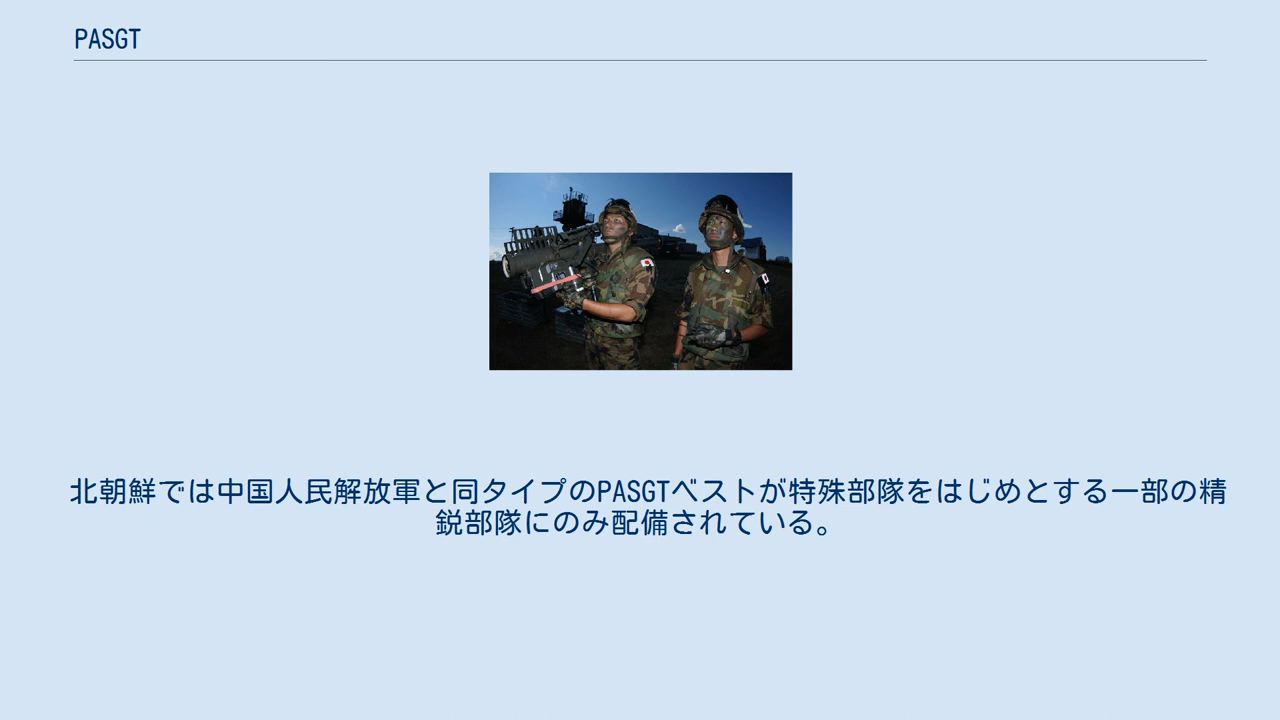 PASGT
北朝鮮では中国人民解放軍と同タイプのPASGTベストが特殊部隊をはじめとする一部の精
鋭部隊にのみ配備されている。